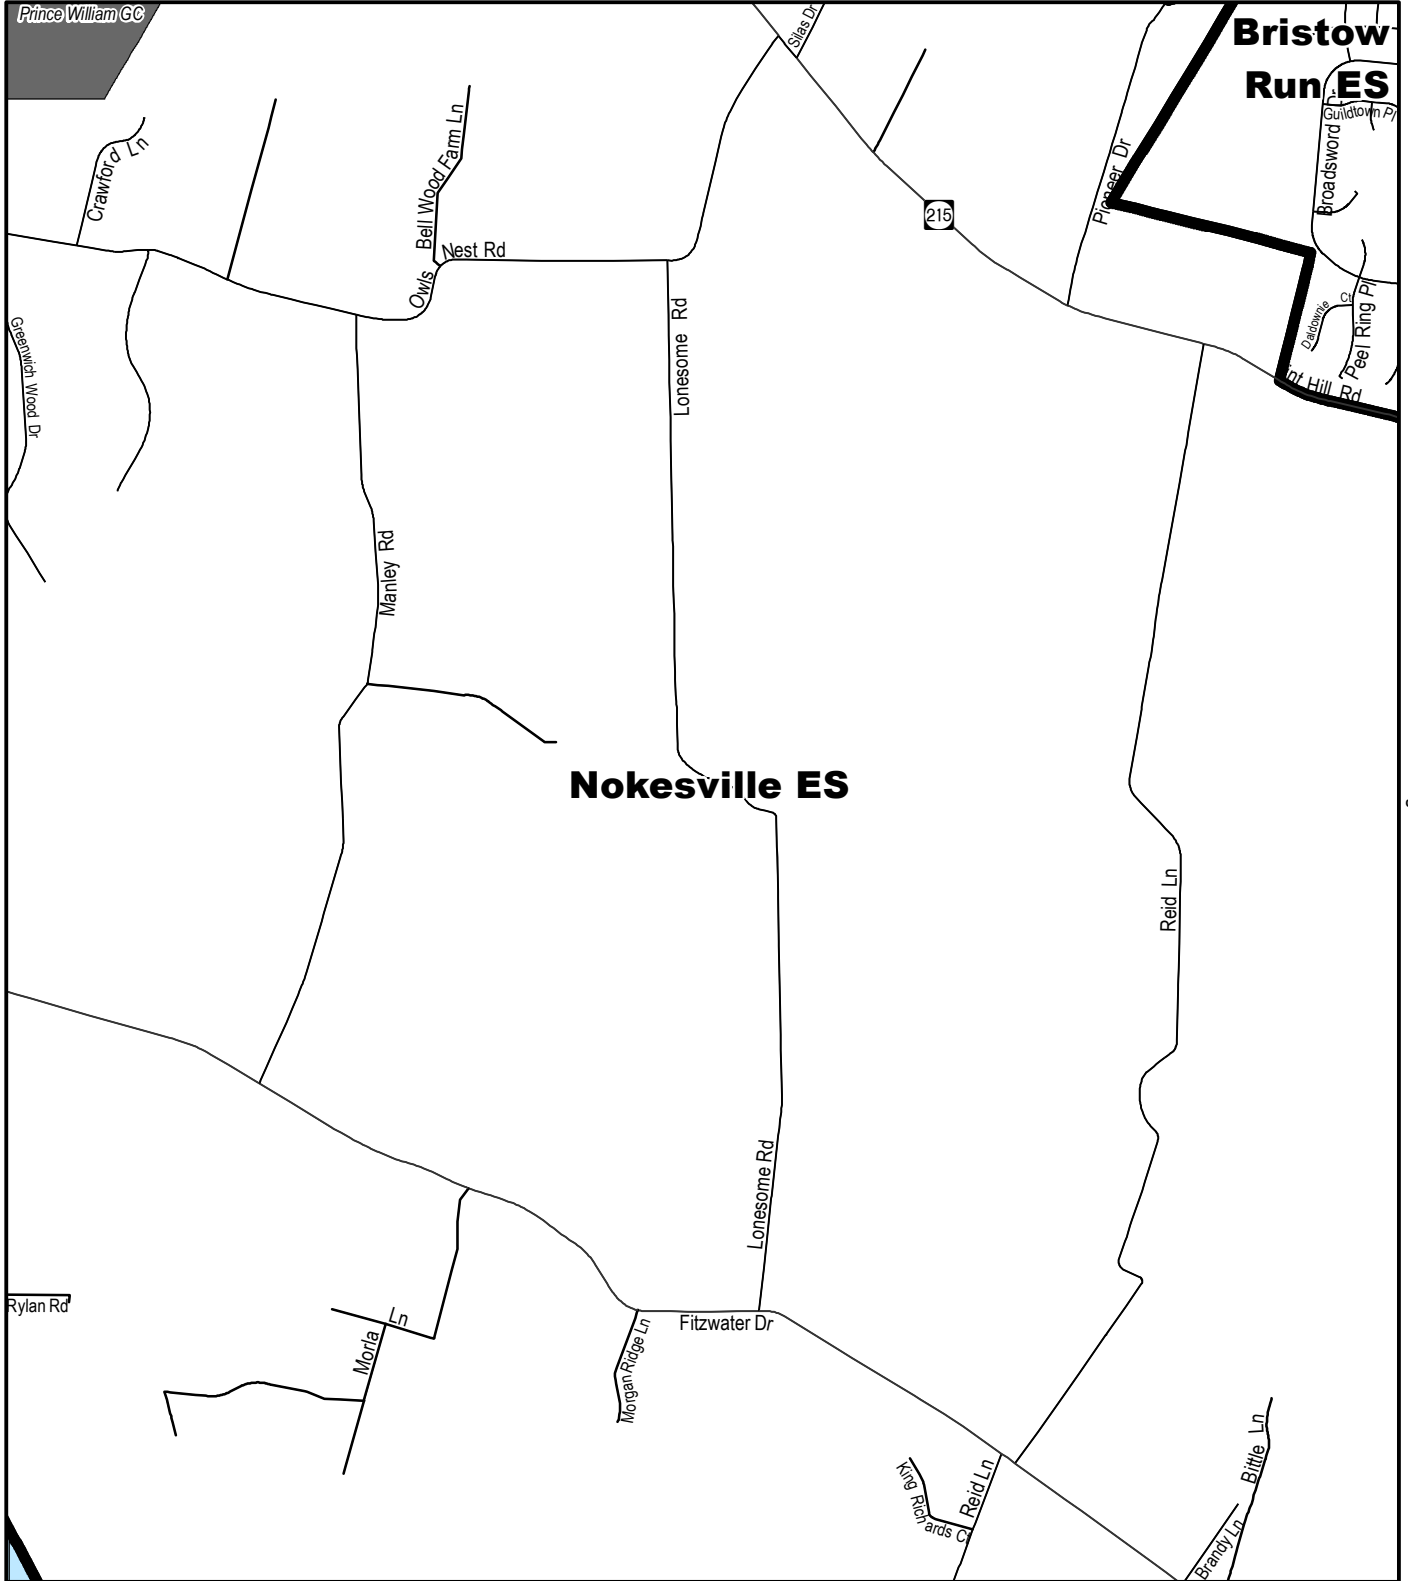 Prince William GC
Silas Dr
Bristow
Run ES
Guildtown Pl
Broadsword Dr
Crawford Ln
Bell Wood Farm Ln
Pioneer Dr
215
Owls Nest Rd
Daldownie Ct
Peel Ring Pl
int Hill Rd
Greenwich Wood Dr
Lonesome Rd
Manley Rd
Nokesville ES
Reid Ln
Lonesome Rd
Rylan Rd
Morla Ln
Morgan Ridge Ln
Fitzwater Dr
King Richards Ct
Reid Ln
Bittle Ln
Brandy Ln